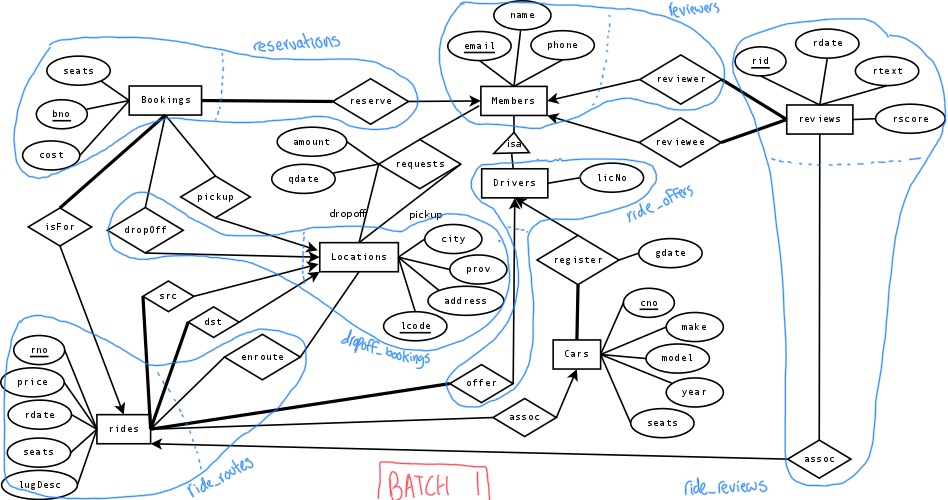 name
reviewers
reservations
email
phone
rdate
rid
rtext
seats
reviewer
Bookings
reserve
Members
bno
reviews
rscore
amount
isa
reviewee
cost
requests
qdate
Drivers
licNo
pickup
ride_offers
dropoff
pickup
isFor
dropOff
city
Locations
register
gdate
prov
src
address
cno
dst
lcode
make
rno
dropoff_bookings
enroute
Cars
model
price
offer
year
rdate
assoc
seats
rides
seats
assoc
ride_routes
lugDesc
BATCH 1
ride_reviews